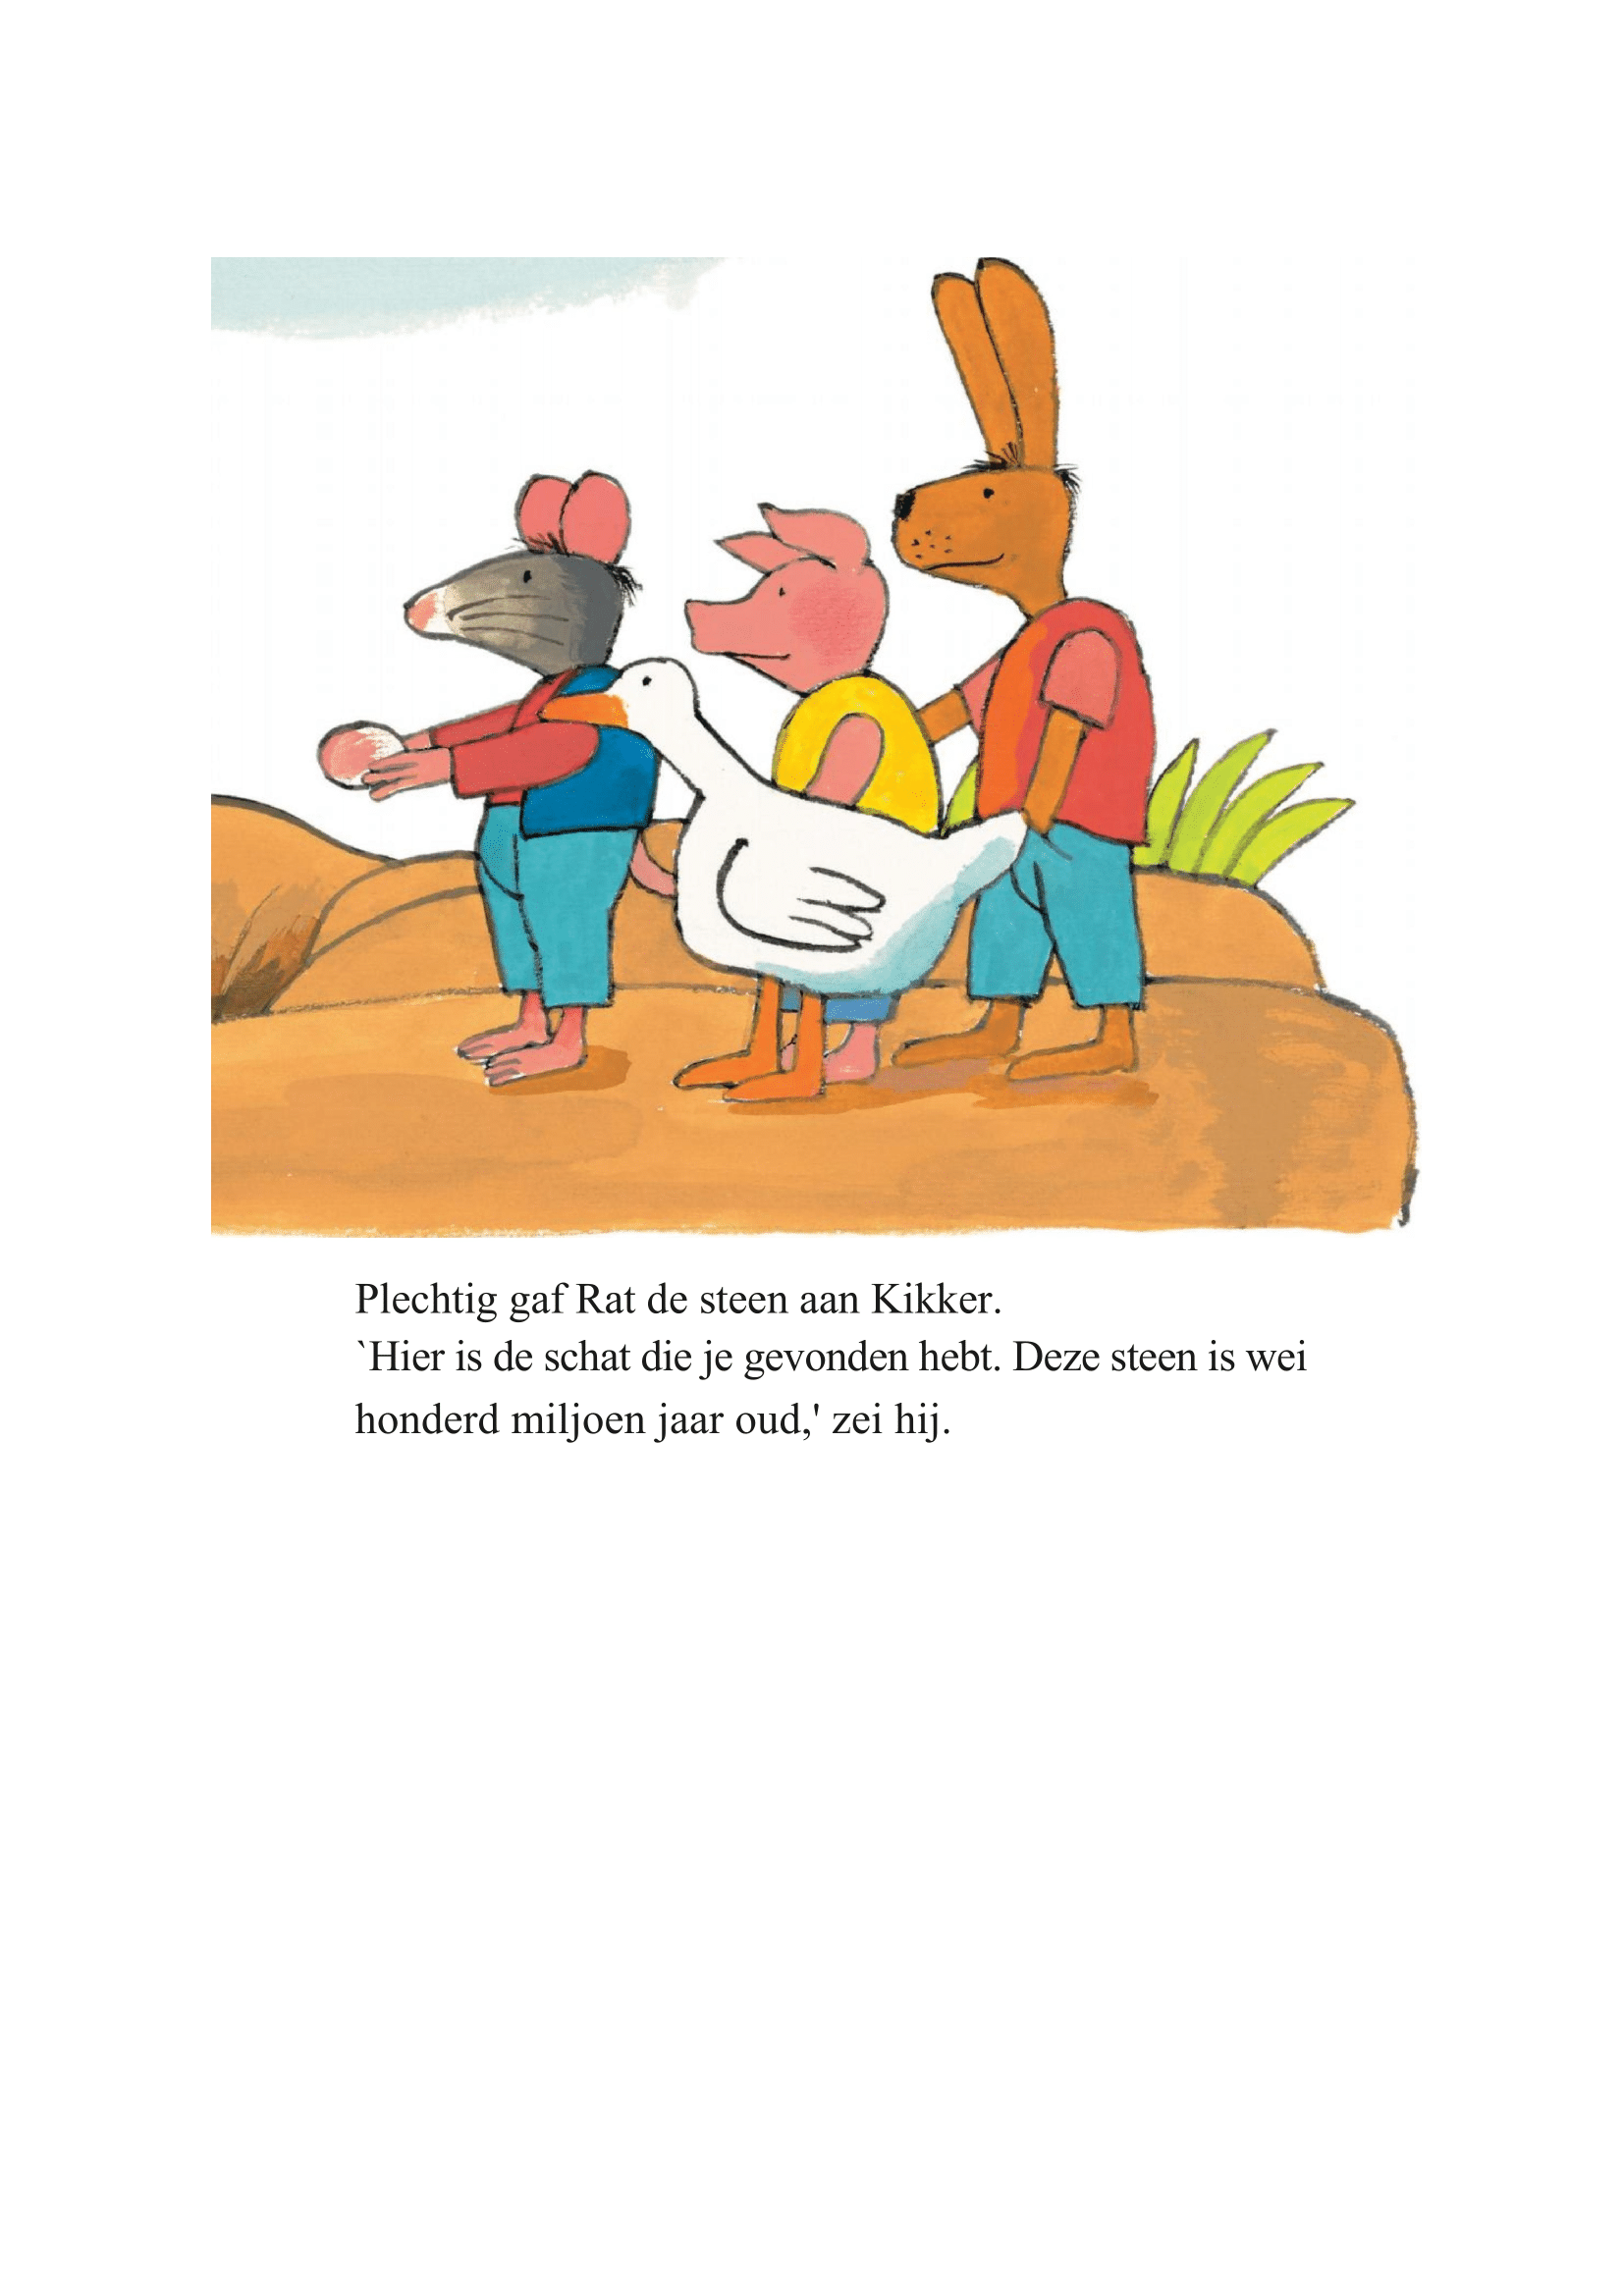 Plechtig gaf Rat de steen aan Kikker.
`Hier is de schat die je gevonden hebt. Deze steen is wei
honderd miljoen jaar oud,' zei hij.